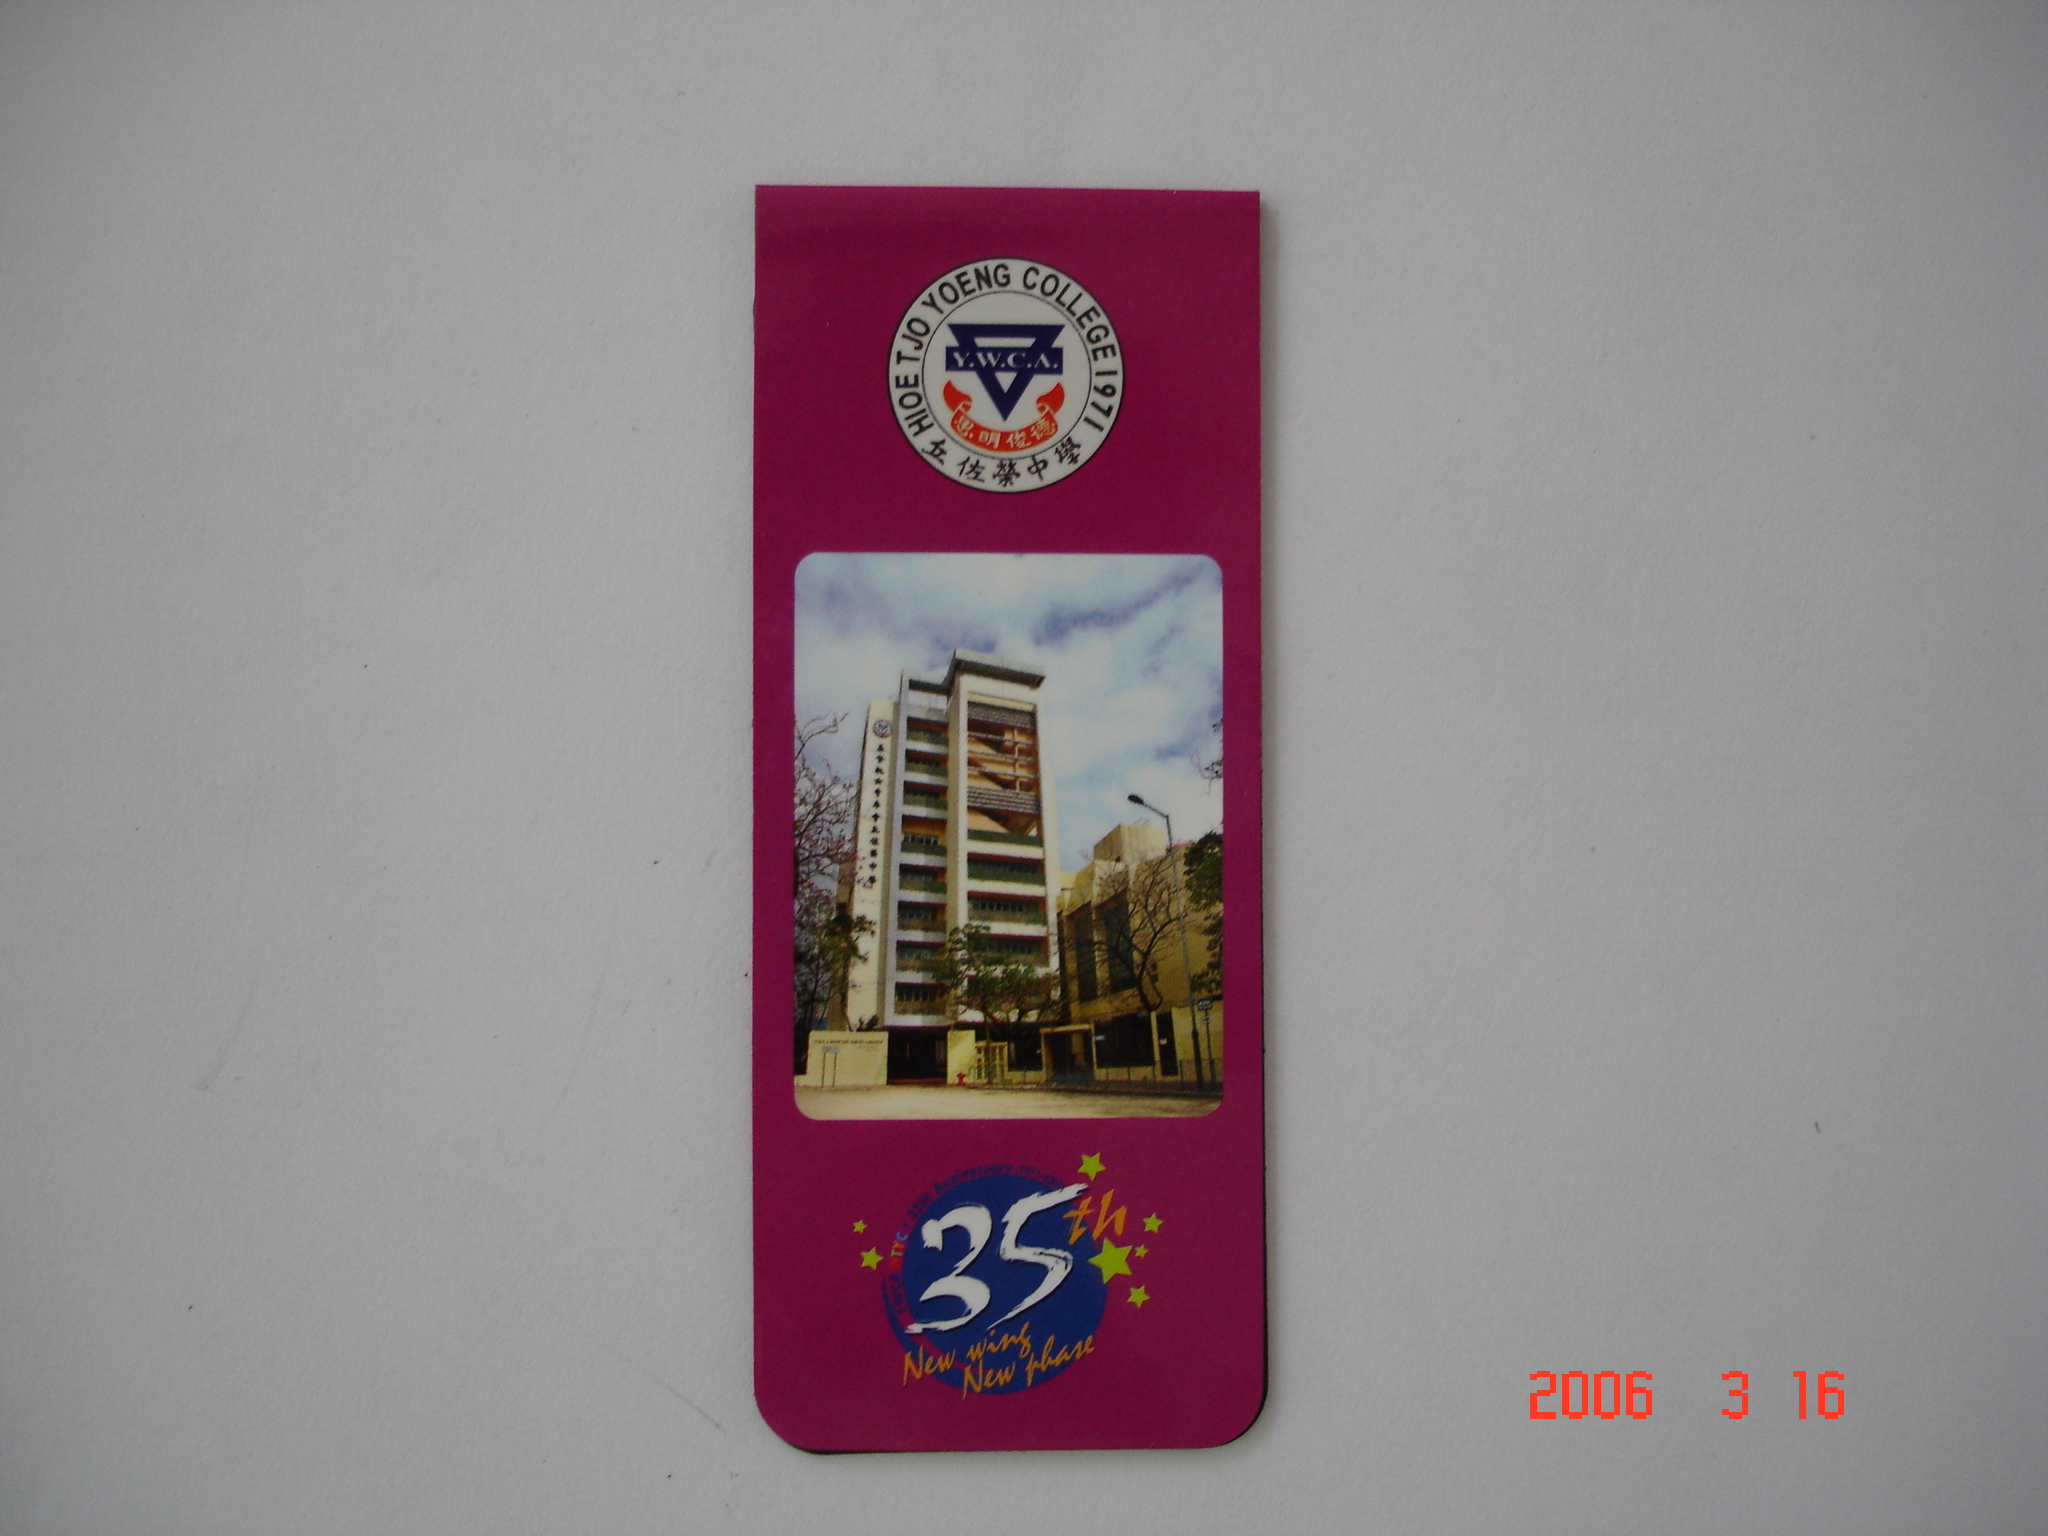 HIOE TJO YOENG COLLEGE 1971
Y.W.C.A.
思明俊德
丘佐榮中學
35th
New wing
New phase
2006 3 16